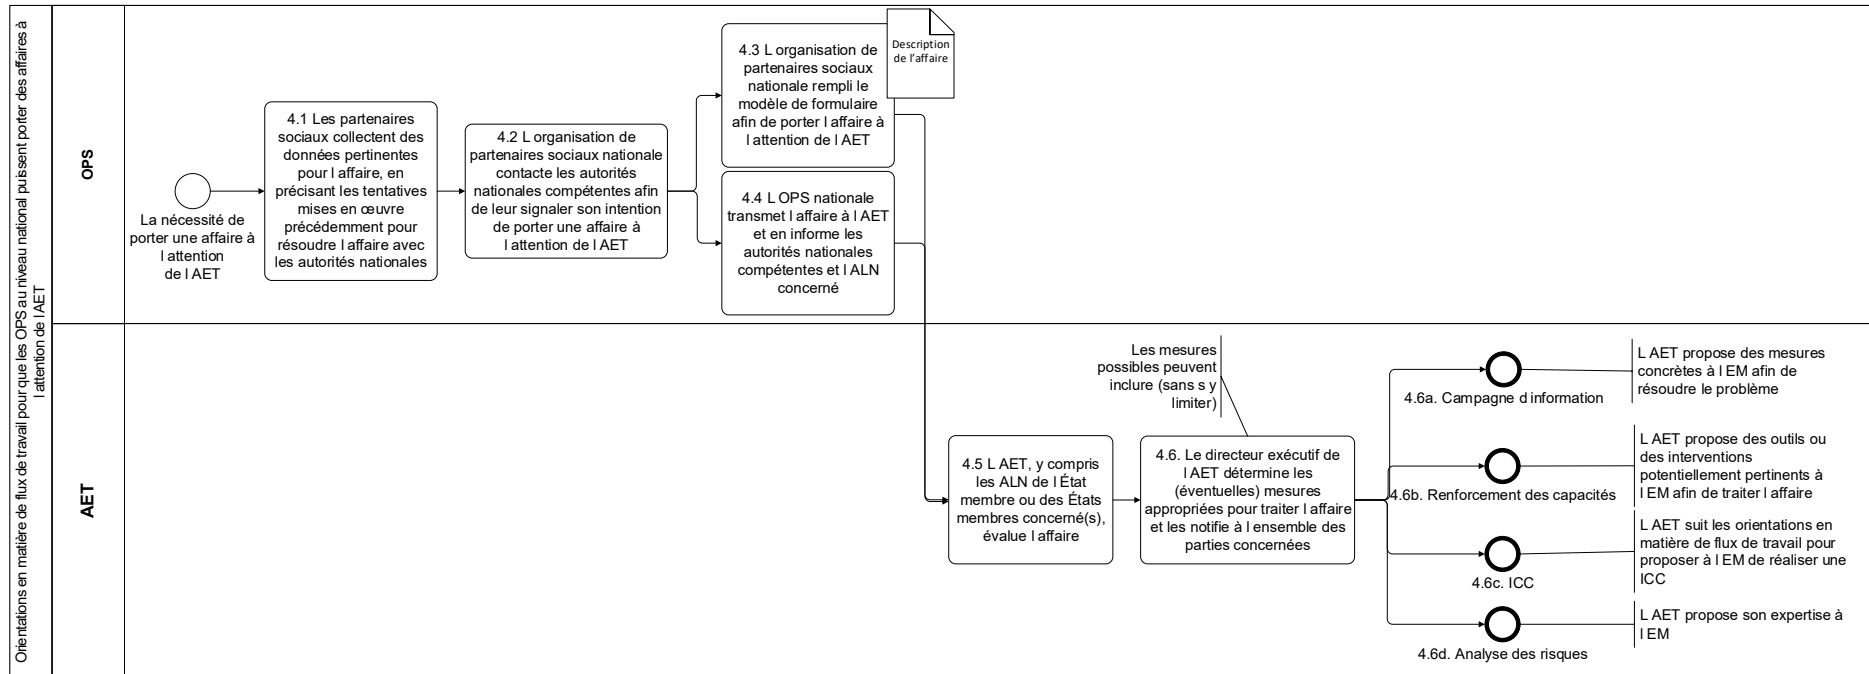 Orientations en matière de flux de travail pour que les OPS au niveau national puissent porter des affaires à
l attention de l AET
OPS
La nécessité de
porter une affaire à
l attention
de l AET
4.1 Les partenaires
sociaux collectent des
données pertinentes
pour l affaire, en
précisant les tentatives
mises en œuvre
précédemment pour
résoudre l affaire avec
les autorités nationales
4.2 L organisation de
partenaires sociaux nationale
contacte les autorités
nationales compétentes afin
de leur signaler son intention
de porter une affaire à
l attention de l AET
4.3 L organisation de
partenaires sociaux
nationale rempli le
modèle de formulaire
afin de porter l affaire à
l attention de l AET
Description
de l’affaire
4.4 L OPS nationale
transmet l affaire à l AET
et en informe les
autorités nationales
compétentes et l ALN
concerné
AET
4.5 L AET, y compris
les ALN de l État
membre ou des États
membres concerné(s),
évalue l affaire
Les mesures
possibles peuvent
inclure (sans s y
limiter)
4.6. Le directeur exécutif de
l AET détermine les
(éventuelles) mesures
appropriées pour traiter l affaire
et les notifie à l ensemble des
parties concernées
4.6a. Campagne d information
L AET propose des mesures
concrètes à l EM afin de
résoudre le problème
4.6b. Renforcement des capacités
L AET propose des outils ou
des interventions
potentiellement pertinents à
l EM afin de traiter l affaire
4.6c. ICC
L AET suit les orientations en
matière de flux de travail pour
proposer à l EM de réaliser une
ICC
4.6d. Analyse des risques
L AET propose son expertise à
l EM